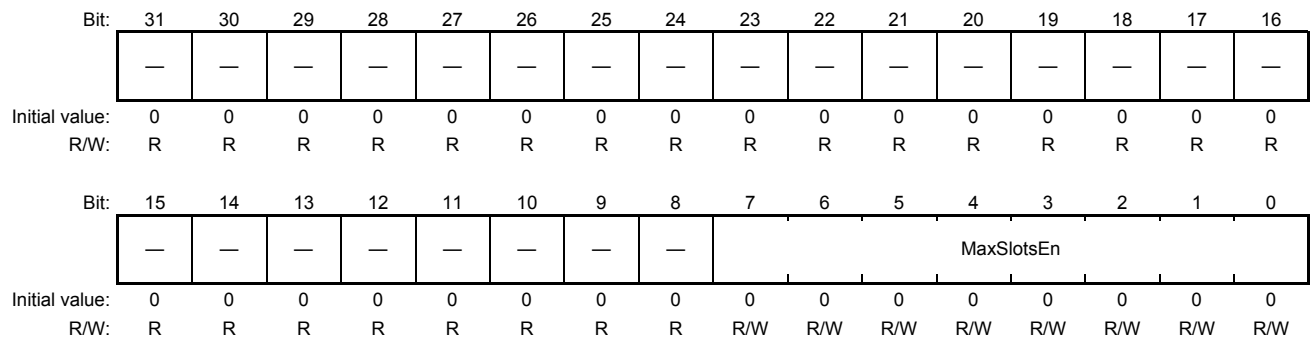 Bit: 31 30 29 28 27 26 25 24 23 22 21 20 19 18 17 16
— — — — — — — — — — — — — — — —
Initial value: 0 0 0 0 0 0 0 0 0 0 0 0 0 0 0 0
R/W: R R R R R R R R R R R R R R R R
Bit: 15 14 13 12 11 10 9 8 7 6 5 4 3 2 1 0
— — — — — — — — MaxSlotsEn
Initial value: 0 0 0 0 0 0 0 0 0 0 0 0 0 0 0 0
R/W: R R R R R R R R R/W R/W R/W R/W R/W R/W R/W R/W